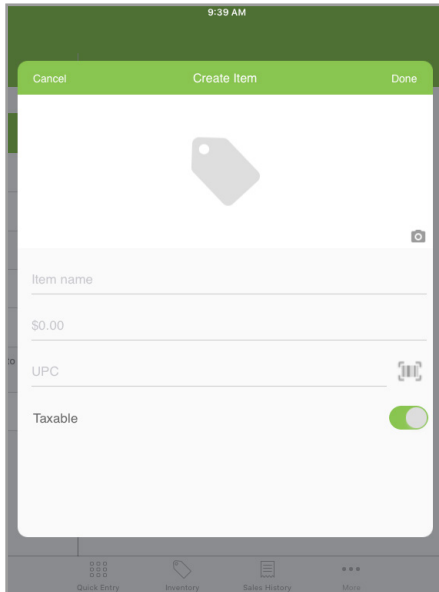 9:39 AM
Cancel Create Item Done
Item name
$0.00
to
UPC
Taxable
Quick Entry Inventory Sales History More